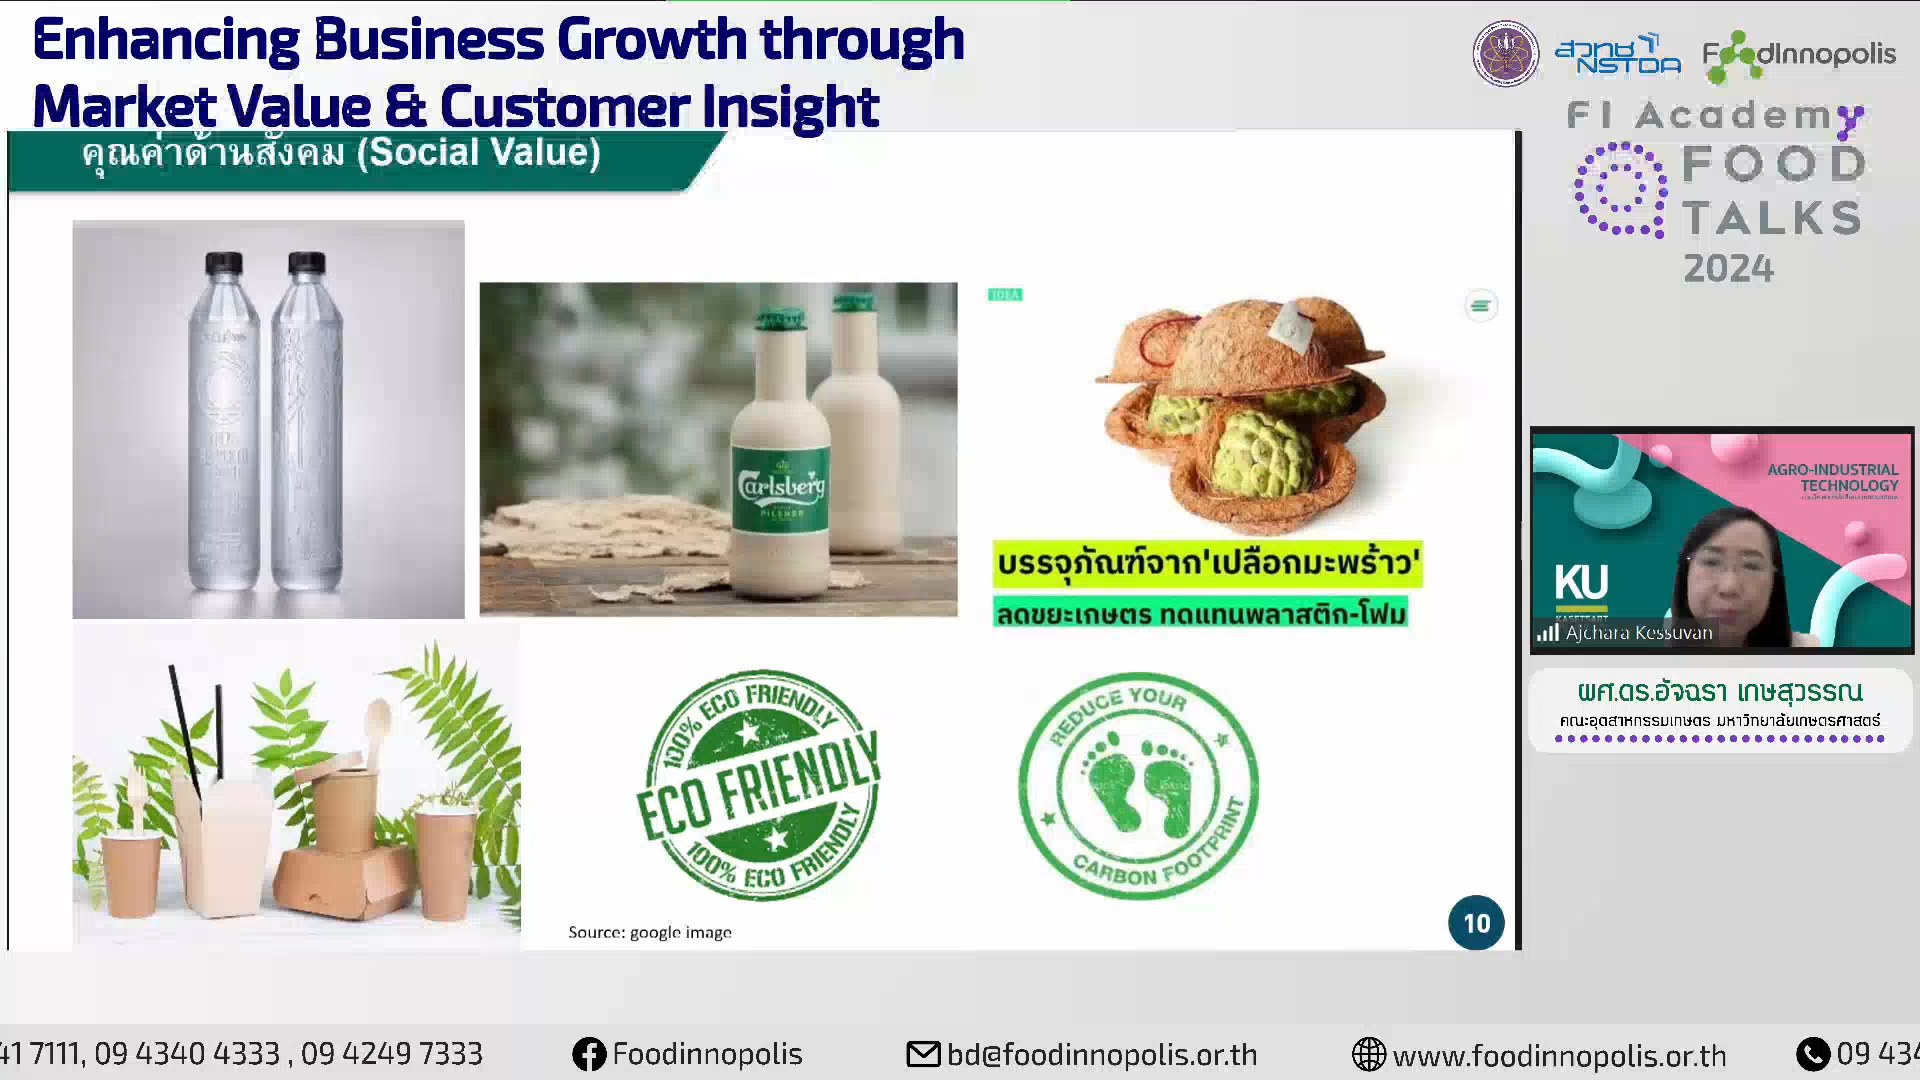 Enhancing Business Growth through
Market Value & Customer Insight
สวทช
NSTDA
FoodInnopolis
FI Academy
FOOD
TALKS
2024
คุณค่าด้านสังคม (Social Value)
IDEA
Carlsberg
PILSNER
บรรจุภัณฑ์จาก'เปลือกมะพร้าว'
ลดขยะเกษตร ทดแทนพลาสติก-โฟม
100% ECO FRIENDLY
ECO FRIENDLY
100% ECO FRIENDLY
REDUCE YOUR
CARBON FOOTPRINT
Source: google image
10
AGRO-INDUSTRIAL
TECHNOLOGY
KU
KASETSART
Ajchara Kessuvan
ผศ.ดร.อัจฉรา เกษสุวรรณ
คณะอุตสาหกรรมเกษตร มหาวิทยาลัยเกษตรศาสตร์
41 7111, 09 4340 4333 , 09 4249 7333
Foodinnopolis
bd@foodinnopolis.or.th
www.foodinnopolis.or.th
09 434